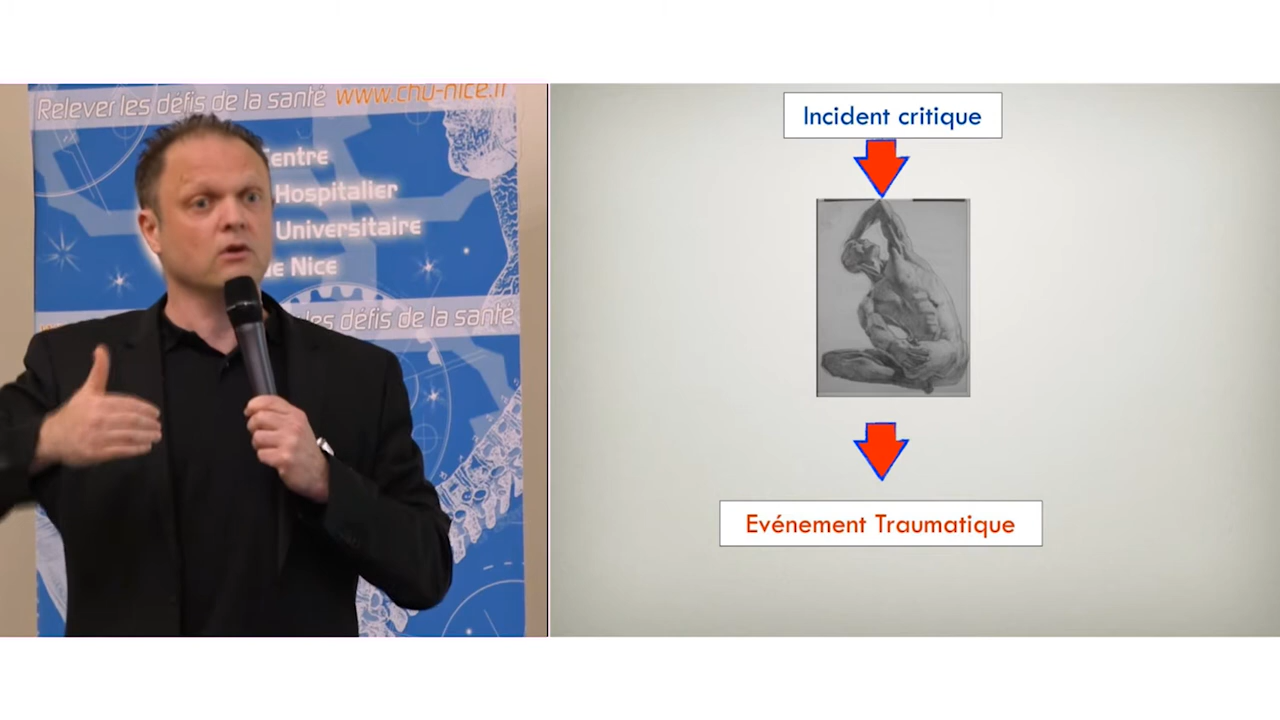 Relever les défis de la santé www.chu-nice.fr
Centre
Hospitalier
Universitaire
de Nice
les défis de la santé
Incident critique
Evénement Traumatique